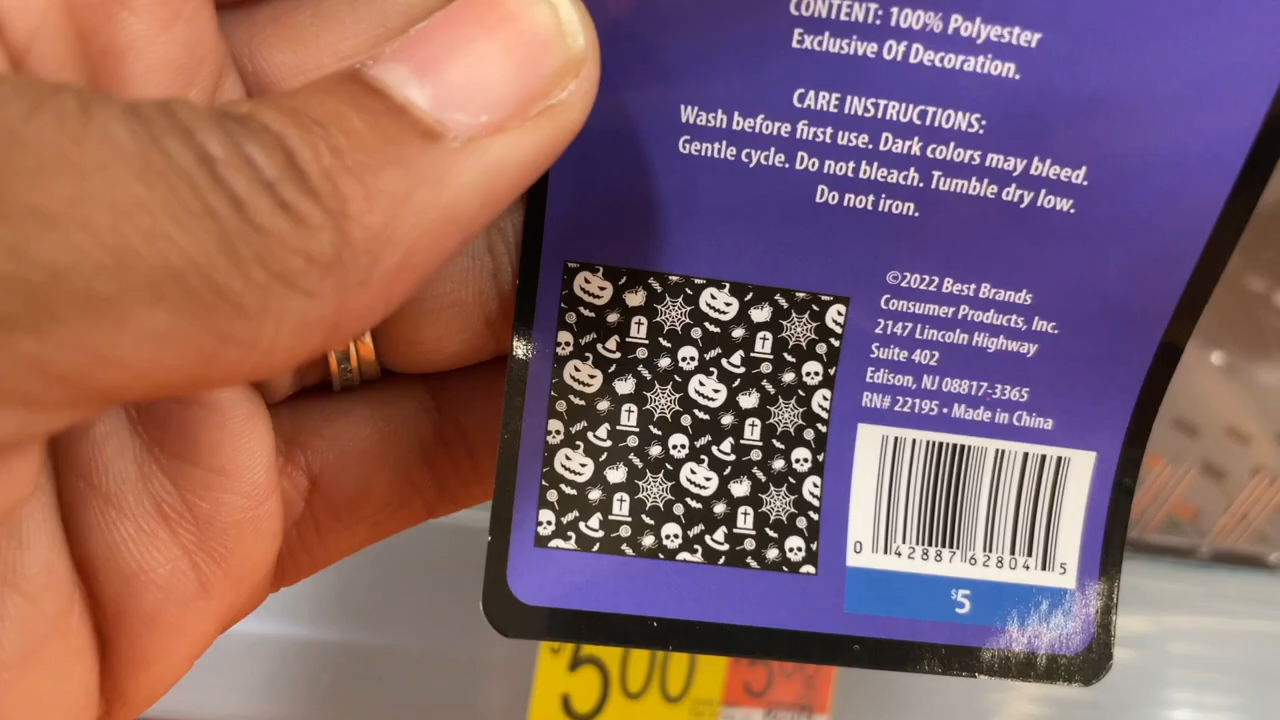 CONTENT: 100% Polyester
Exclusive Of Decoration.
CARE INSTRUCTIONS:
Wash before first use. Dark colors may bleed.
Gentle cycle. Do not bleach. Tumble dry low.
Do not iron.
©2022 Best Brands
Consumer Products, Inc.
2147 Lincoln Highway
Suite 402
Edison, NJ 08817-3365
RN# 22195 • Made in China
0 42887 62804 5
$5
$5.00